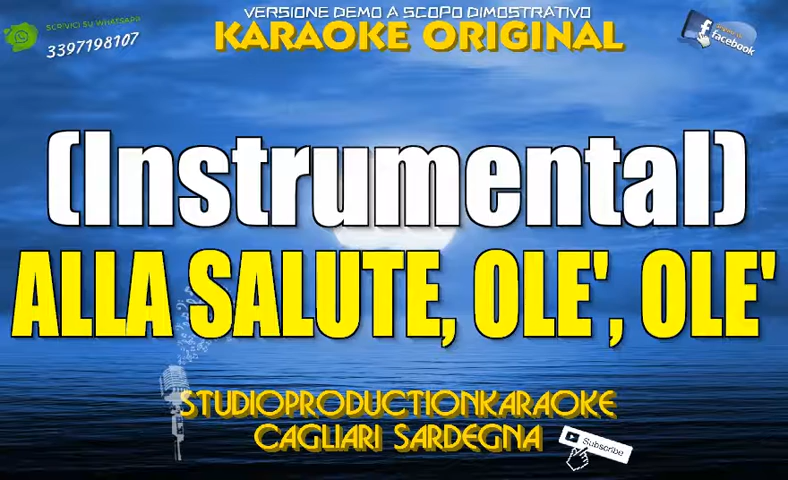 VERSIONE DEMO A SCOPO DIMOSTRATIVO
SCRIVICI SU WHATSAPP
3397198107
KARAOKE ORIGINAL
facebook
(Instrumental)
ALLA SALUTE, OLE', OLE'
STUDIOPRODUCTIONKARAOKE
CAGLIARI SARDEGNA
Subscribe